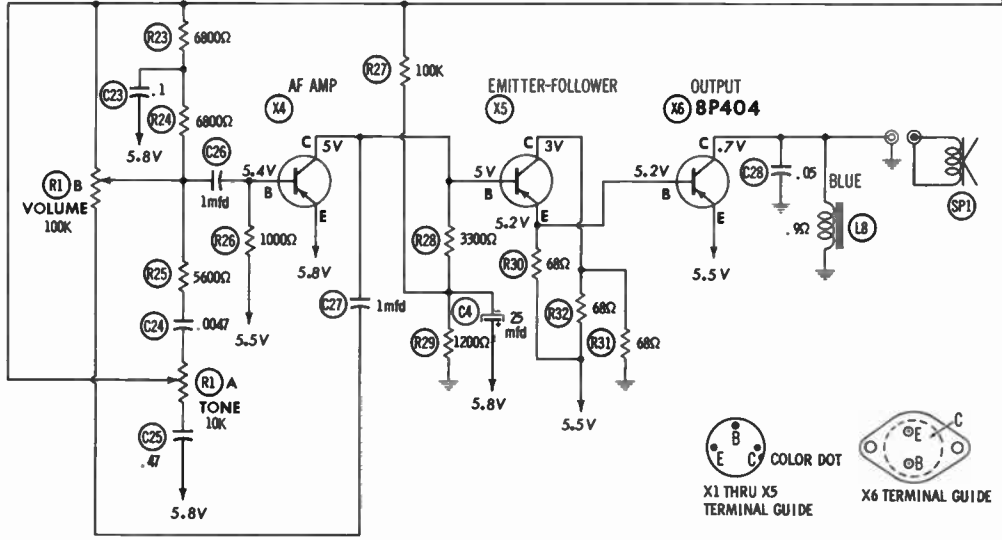 R23
6800Ω
C23
.1
R24
6800Ω
5.8V
R1 B
VOLUME
100K
C26
1mfd
R25
5600Ω
C24
.0047
R1 A
TONE
10K
C25
.47
5.8V
AF AMP
X4
C
5V
5.4V
B
E
5.8V
R26
1000Ω
5.5V
C27
1mfd
R27
100K
R28
3300Ω
R29
1200Ω
C4
25
mfd
5.8V
EMITTER-FOLLOWER
X5
C
3V
5V
B
E
5.2V
R30
68Ω
R32
68Ω
R31
68Ω
5.5V
OUTPUT
X6 8P404
C
.7V
5.2V
B
E
5.5V
C28
.05
BLUE
.9Ω
L8
SP1
B
E
C
COLOR DOT
X1 THRU X5
TERMINAL GUIDE
C
E
B
X6 TERMINAL GUIDE